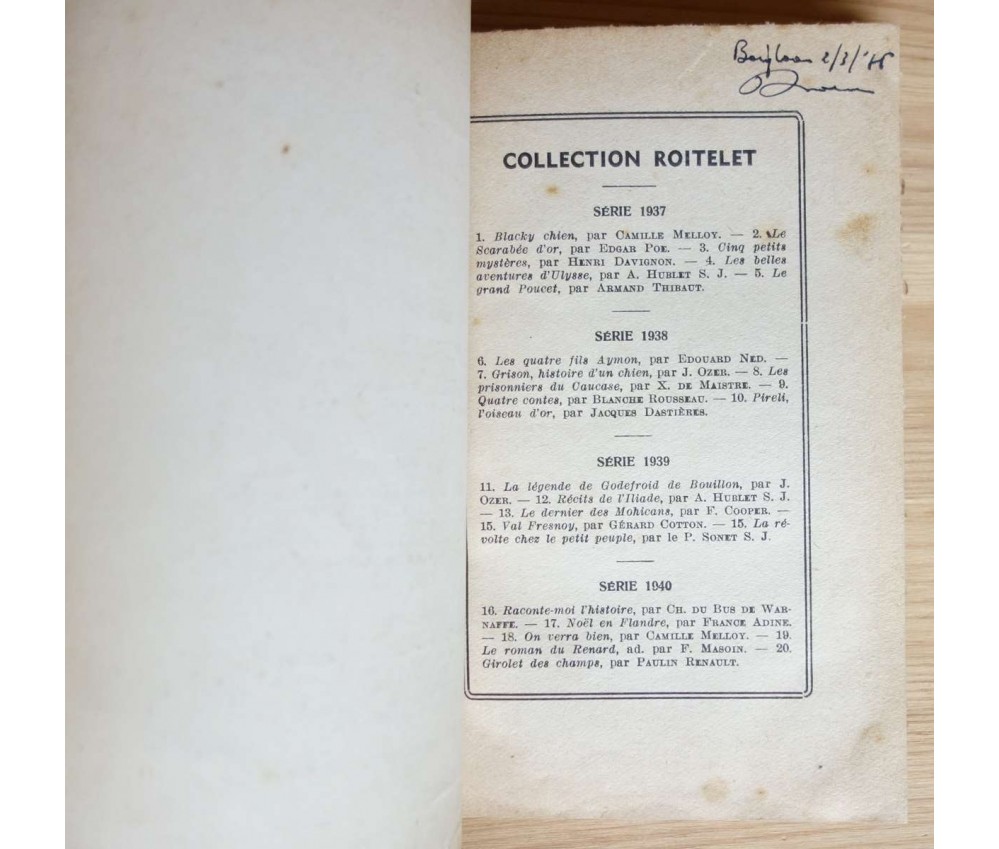 2/3/'
COLLECTION ROITELET
SÉRIE 1937
1. Blacky chien, par CAMILLE MELLOY. — 2. Le
Scarabée d'or, par EDGAR POE. — 3. Cinq petits
mystères, par HENRI DAVIGNON. — 4. Les belles
aventures d'Ulysse, par A. HUBLET S. J. — 5. Le
grand Poucet, par ARMAND THIBAUT.
SÉRIE 1938
6. Les quatre fils Aymon, par EDOUARD NED. —
7. Grison, histoire d'un chien, par J. OZER. — 8. Les
prisonniers du Caucase, par X. DE MAISTRE. — 9.
Quatre contes, par BLANCHE ROUSSEAU. — 10. Pireli,
l'oiseau d'or, par JACQUES DASTIÈRES.
SÉRIE 1939
11. La légende de Godefroid de Bouillon, par J.
OZER. — 12. Récits de l'Iliade, par A. HUBLET S. J.
— 13. Le dernier des Mohicans, par F. COOPER. —
15. Val Fresnoy, par GÉRARD COTTON. — 15. La ré-
volte chez le petit peuple, par le P. SONET S. J.
SÉRIE 1940
16. Raconte-moi l'histoire, par CH. DU BUS DE WAR-
NAFFE. — 17. Noël en Flandre, par FRANCE ADINE.
— 18. On verra bien, par CAMILLE MELLOY. — 19.
Le roman du Renard, ad. par F. MASOIN. — 20.
Girolet des champs, par PAULIN RENAULT.